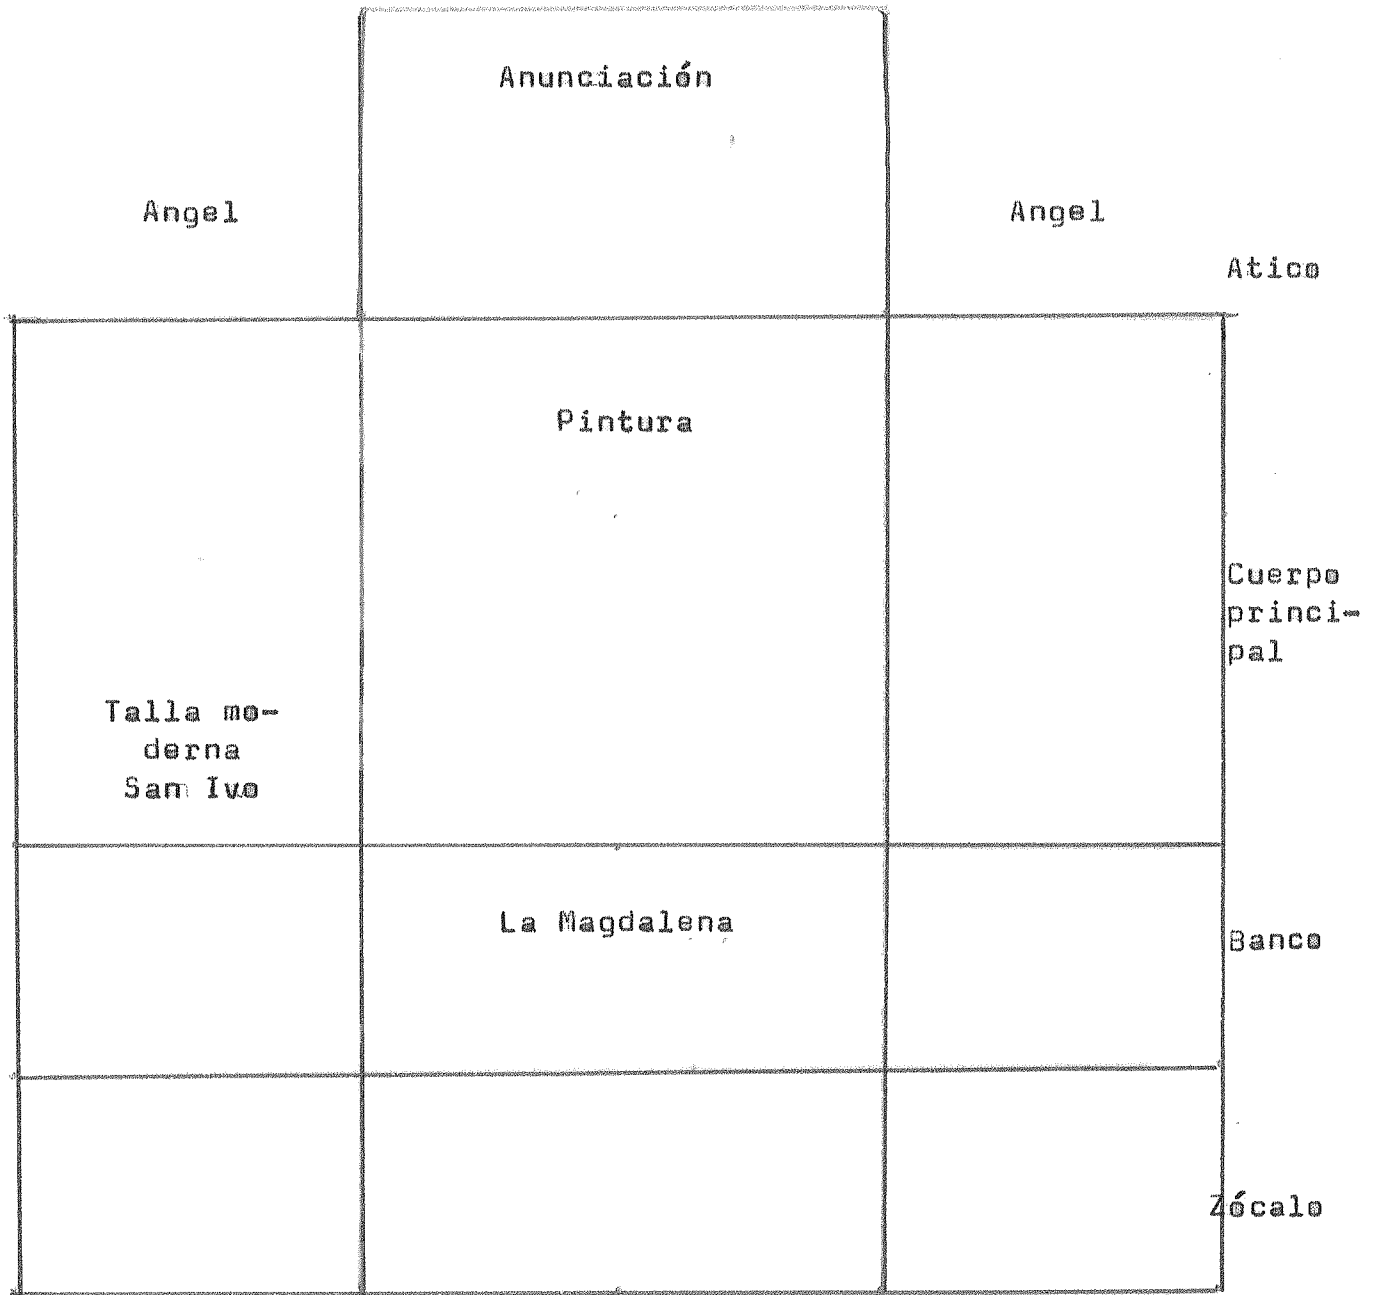 Anunciación
Angel
Angel
Atico
Pintura
Cuerpo
princi-
pal
Talla mo-
derna
San Ivo
La Magdalena
Banco
Zócalo